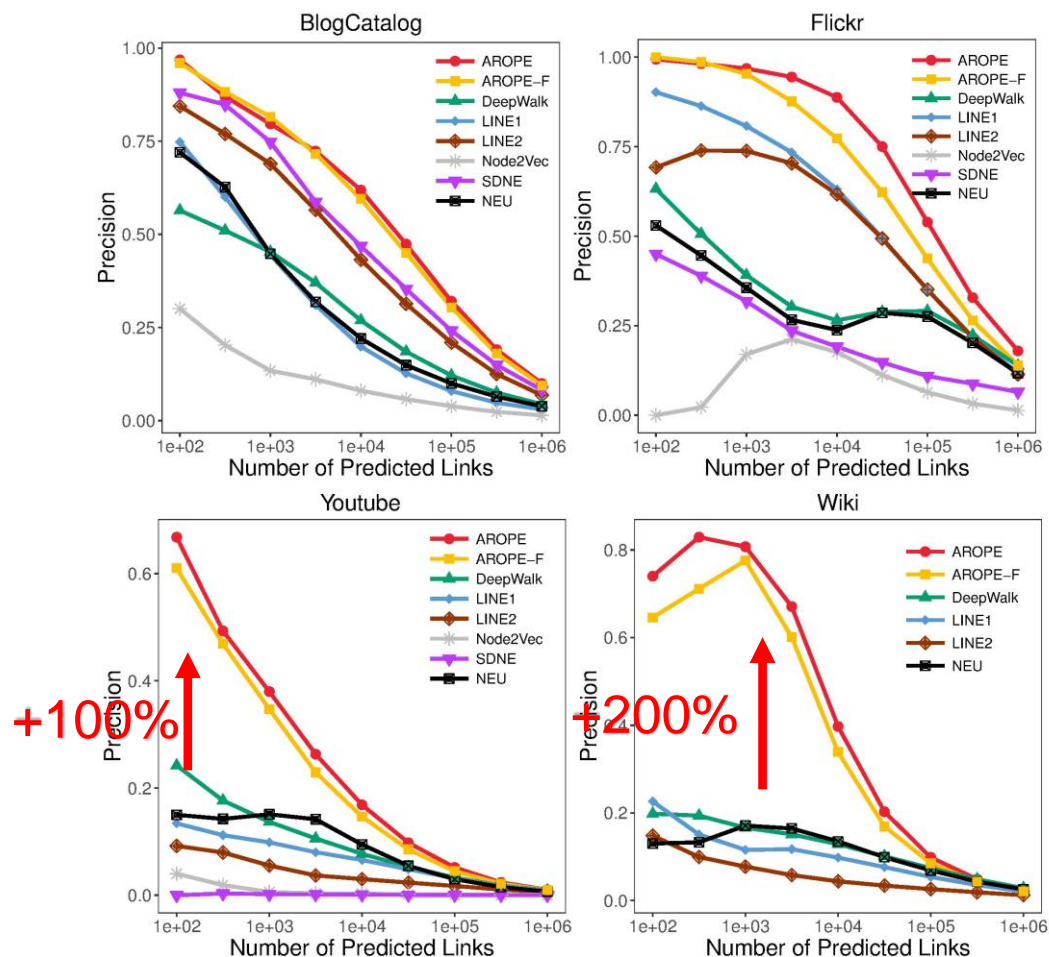 BlogCatalog
1.00
0.75
0.50
0.25
0.00
Precision
AROPE
AROPE-F
DeepWalk
LINE1
LINE2
Node2Vec
SDNE
NEU
1e+02 1e+03 1e+04 1e+05 1e+06
Number of Predicted Links
Flickr
1.00
0.75
0.50
0.25
0.00
Precision
AROPE
AROPE-F
DeepWalk
LINE1
LINE2
Node2Vec
SDNE
NEU
1e+02 1e+03 1e+04 1e+05 1e+06
Number of Predicted Links
Youtube
0.6
0.4
0.2
0.0
Precision
+100%
AROPE
AROPE-F
DeepWalk
LINE1
LINE2
Node2Vec
SDNE
NEU
1e+02 1e+03 1e+04 1e+05 1e+06
Number of Predicted Links
Wiki
0.8
0.6
0.4
0.2
0.0
Precision
+200%
AROPE
AROPE-F
DeepWalk
LINE1
LINE2
NEU
1e+02 1e+03 1e+04 1e+05 1e+06
Number of Predicted Links